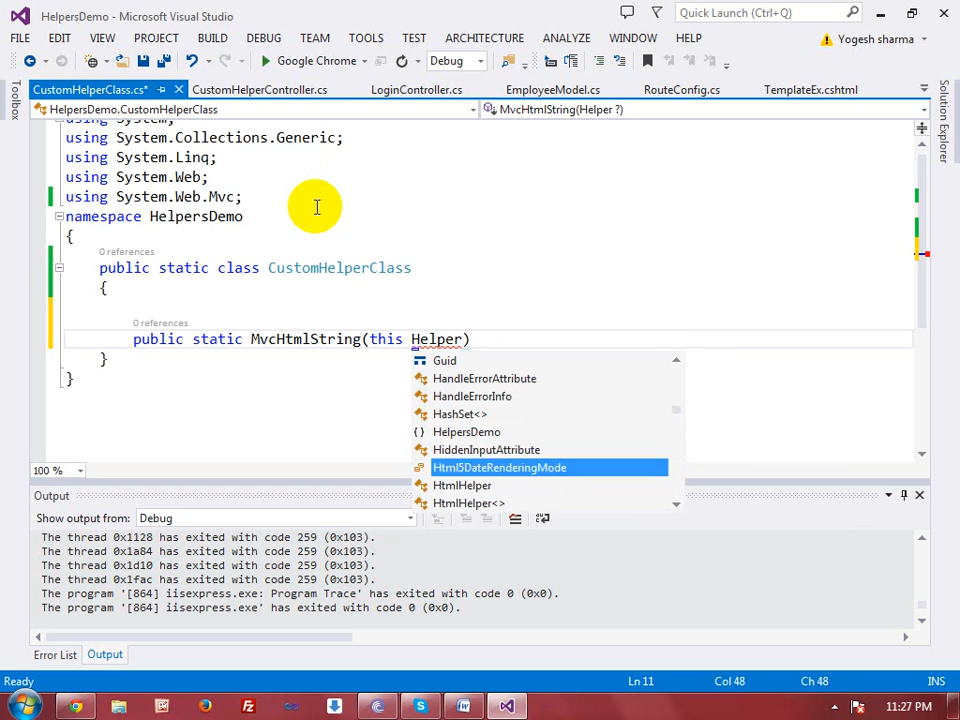 HelpersDemo - Microsoft Visual Studio
Quick Launch (Ctrl+Q)
FILE EDIT VIEW PROJECT BUILD DEBUG TEAM TOOLS TEST ARCHITECTURE ANALYZE WINDOW HELP
Yogesh sharma
Google Chrome
Debug
CustomHelperClass.cs* CustomHelperController.cs LoginController.cs EmployeeModel.cs RouteConfig.cs TemplateEx.cshtml
Toolbox
Solution Explorer
HelpersDemo.CustomHelperClass
MvcHtmlString(Helper ?)
using System;
using System.Collections.Generic;
using System.Linq;
using System.Web;
using System.Web.Mvc;
namespace HelpersDemo
{
0 references
public static class CustomHelperClass
{
0 references
public static MvcHtmlString(this Helper)
}
}
Guid
HandleErrorAttribute
HandleErrorInfo
HashSet<>
{ } HelpersDemo
HiddenInputAttribute
Html5DateRenderingMode
HtmlHelper
HtmlHelper<>
100 %
Output
Show output from: Debug
The thread 0x1128 has exited with code 259 (0x103).
The thread 0x1a84 has exited with code 259 (0x103).
The thread 0x1d10 has exited with code 259 (0x103).
The thread 0x1fac has exited with code 259 (0x103).
The program '[864] iisexpress.exe: Program Trace' has exited with code 0 (0x0).
The program '[864] iisexpress.exe' has exited with code 0 (0x0).
Error List Output
Ready
Ln 11
Col 48
Ch 48
INS
11:27 PM